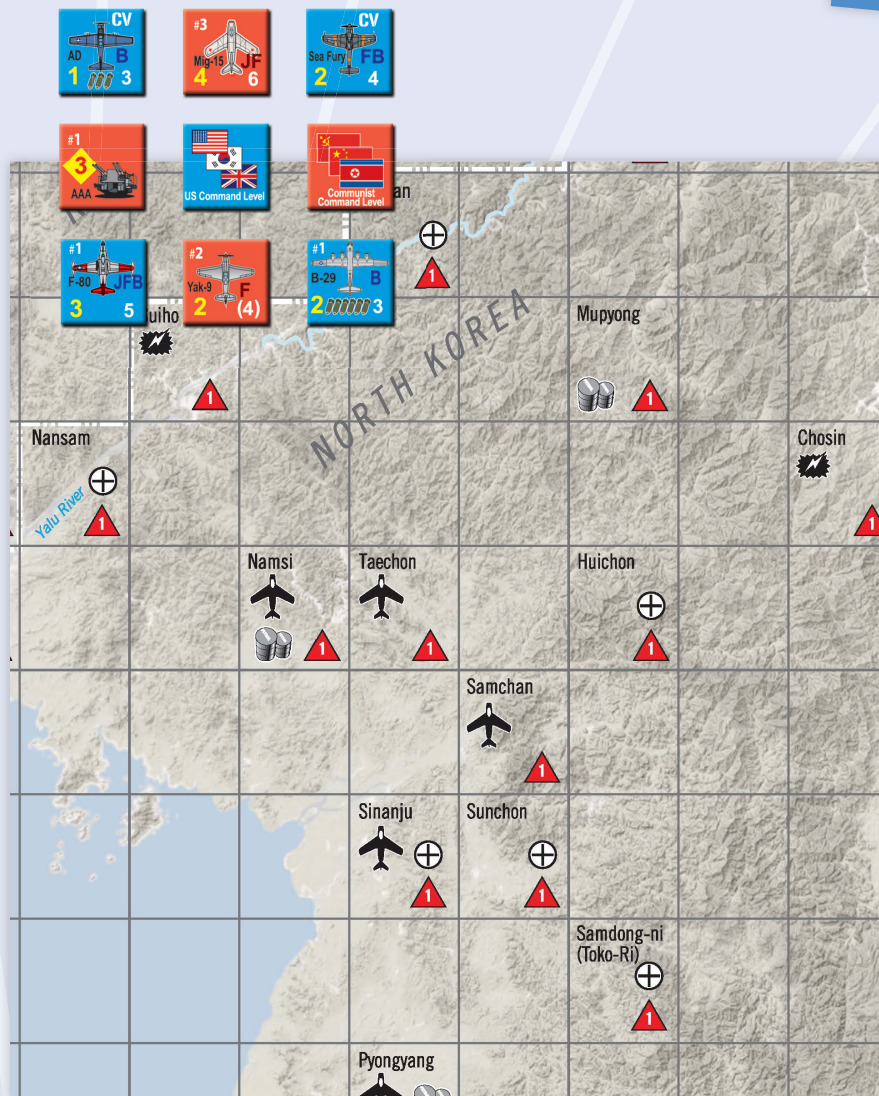 CV
AD
B
1
3
#3
Mig-15
JF
4
6
CV
Sea Fury
FB
2
4
#1
3
AAA
US Command Level
Communist
Command Level
#1
F-80
JFB
3
5
#2
Yak-9
F
2
(4)
#1
B-29
B
2
3
1
Mupyong
1
1
NORTH KOREA
Nansam
Yalu River
1
Chosin
1
Namsi
1
Taechon
1
Huichon
1
Samchan
1
Sinanju
1
Sunchon
1
Samdong-ni
(Toko-Ri)
1
Pyongyang